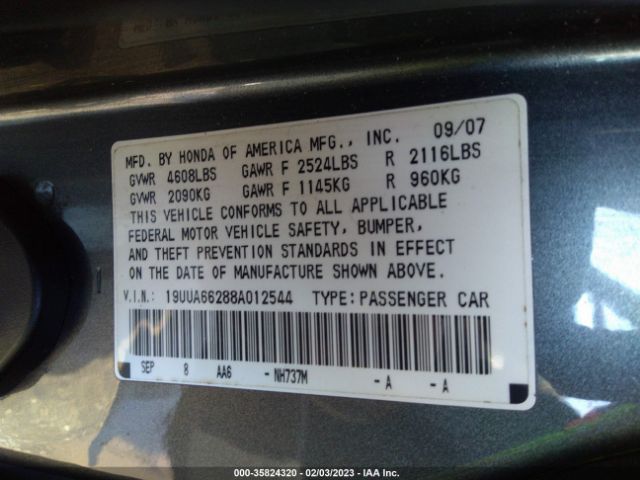 MFD. BY HONDA OF AMERICA MFG., INC. 09/07
GVWR 4608LBS GAWR F 2524LBS R 2116LBS
GVWR 2090KG GAWR F 1145KG R 960KG
THIS VEHICLE CONFORMS TO ALL APPLICABLE
FEDERAL MOTOR VEHICLE SAFETY, BUMPER,
AND THEFT PREVENTION STANDARDS IN EFFECT
ON THE DATE OF MANUFACTURE SHOWN ABOVE.
V.I.N.: 19UUA66288A012544 TYPE: PASSENGER CAR
SEP 8 AA6 - NH737M - A - A
000-35824320 - 02/03/2023 - IAA Inc.